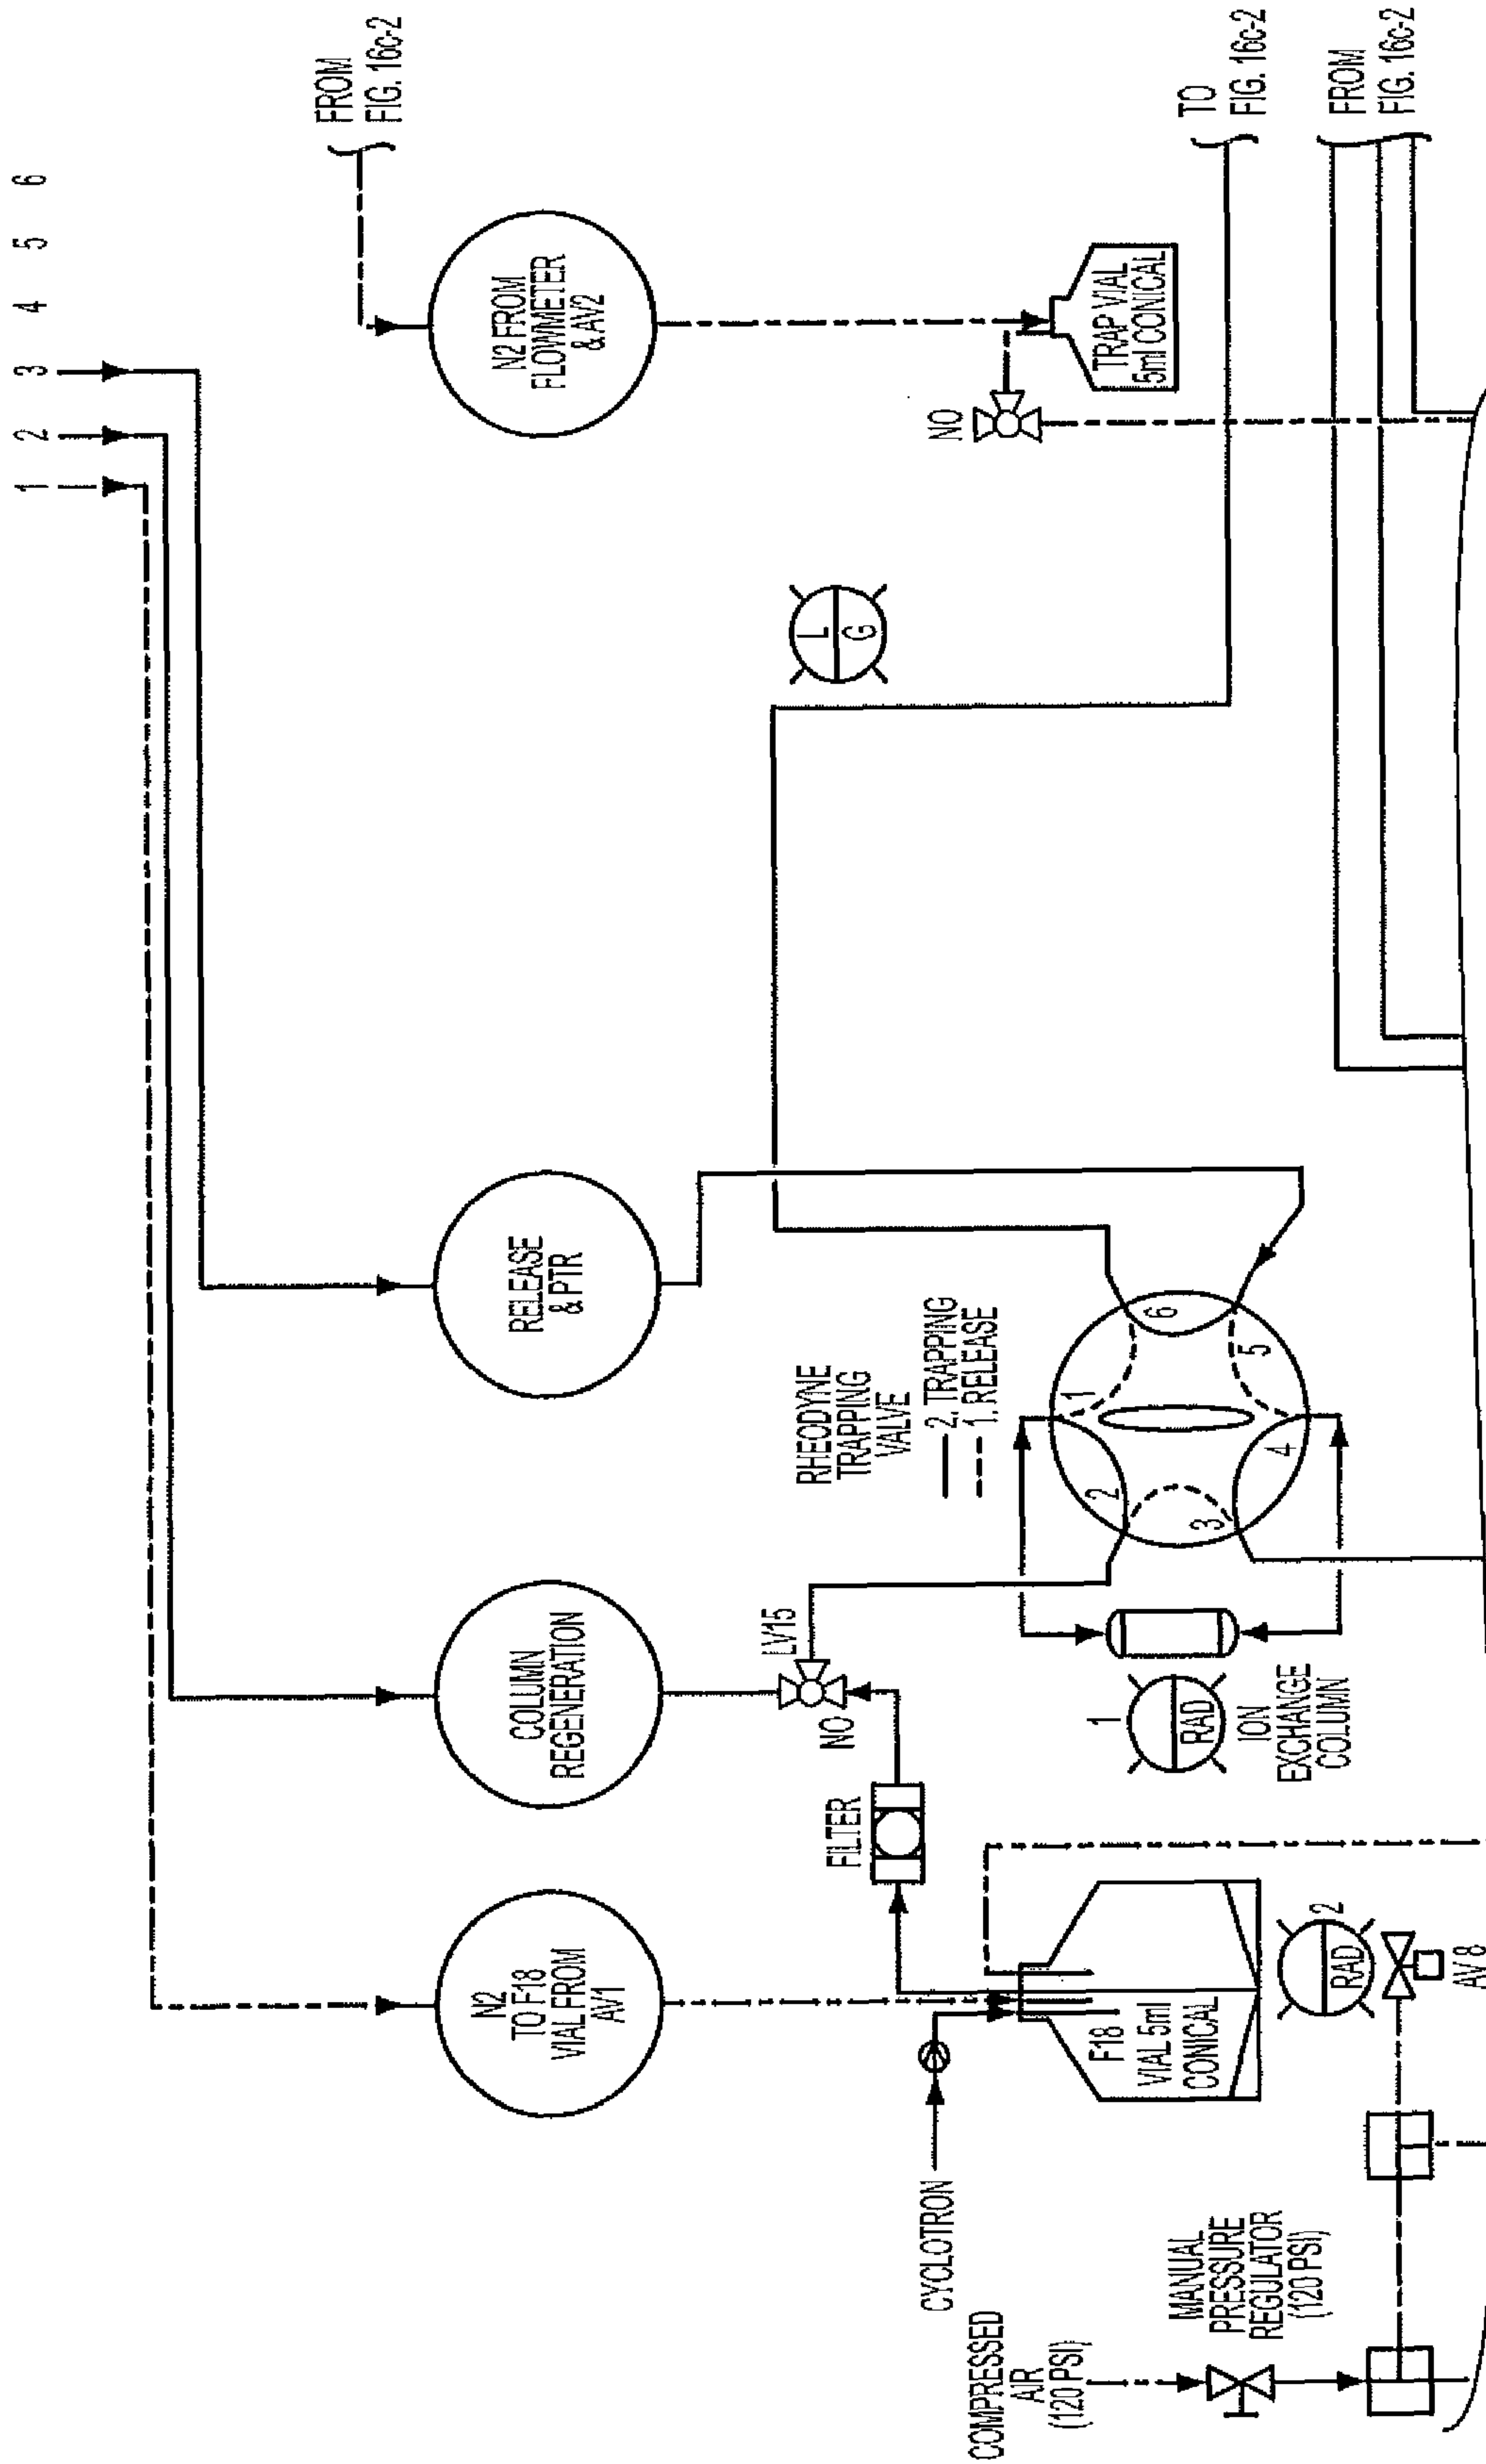 1 2 3 4 5 6
FROM
FIG. 16c-2
N2
TO F18
VIAL FROM
AV1
COLUMN
REGENERATION
RELEASE
& PTR
N2 FROM
FLOWMETER
& AV2
CYCLOTRON
FILTER
NO
LV15
RHEODYNE
TRAPPING
VALVE
2. TRAPPING
1. RELEASE
L
G
NO
TRAP VIAL
5ml CONICAL
TO
FIG. 16c-2
COMPRESSED
AIR
(120 PSI)
MANUAL
PRESSURE
REGULATOR
(120 PSI)
F18
VIAL 5ml
CONICAL
1
RAD
ION
EXCHANGE
COLUMN
1
2
3
4
5
6
RAD
2
AV 8
FROM
FIG. 16c-2